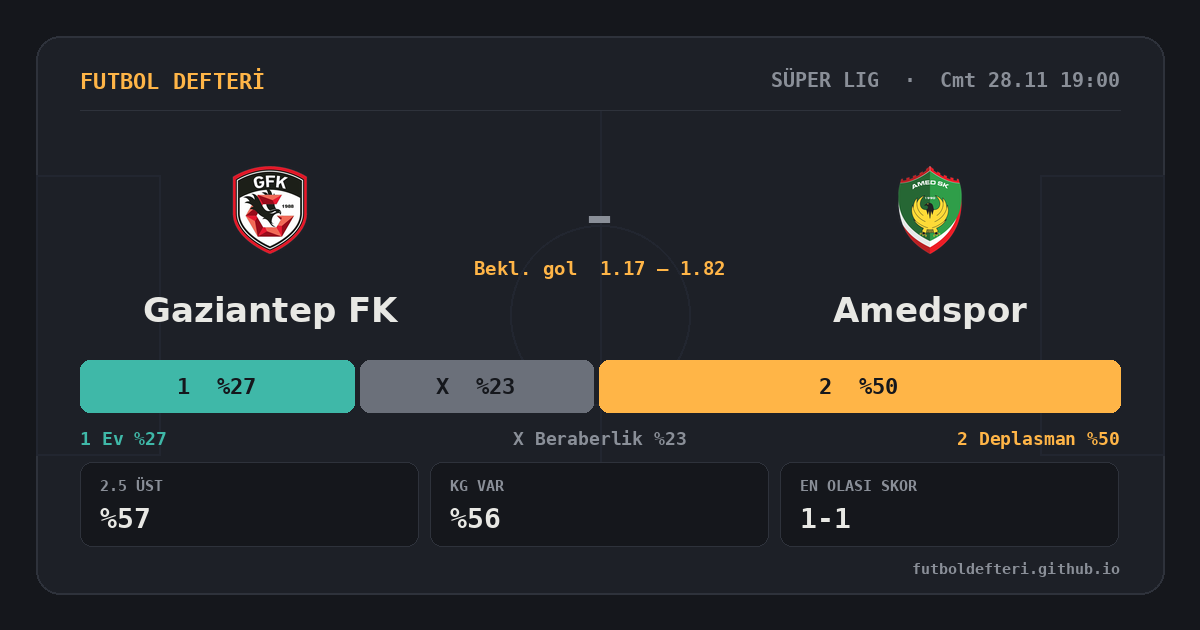 FUTBOL DEFTERİ
SÜPER LIG · Cmt 28.11 19:00
GFK
1988
AMED SK
–
Bekl. gol 1.17 – 1.82
Gaziantep FK
Amedspor
1 %27
X %23
2 %50
1 Ev %27
X Beraberlik %23
2 Deplasman %50
2.5 ÜST
KG VAR
EN OLASI SKOR
%57
%56
1-1
futboldefteri.github.io